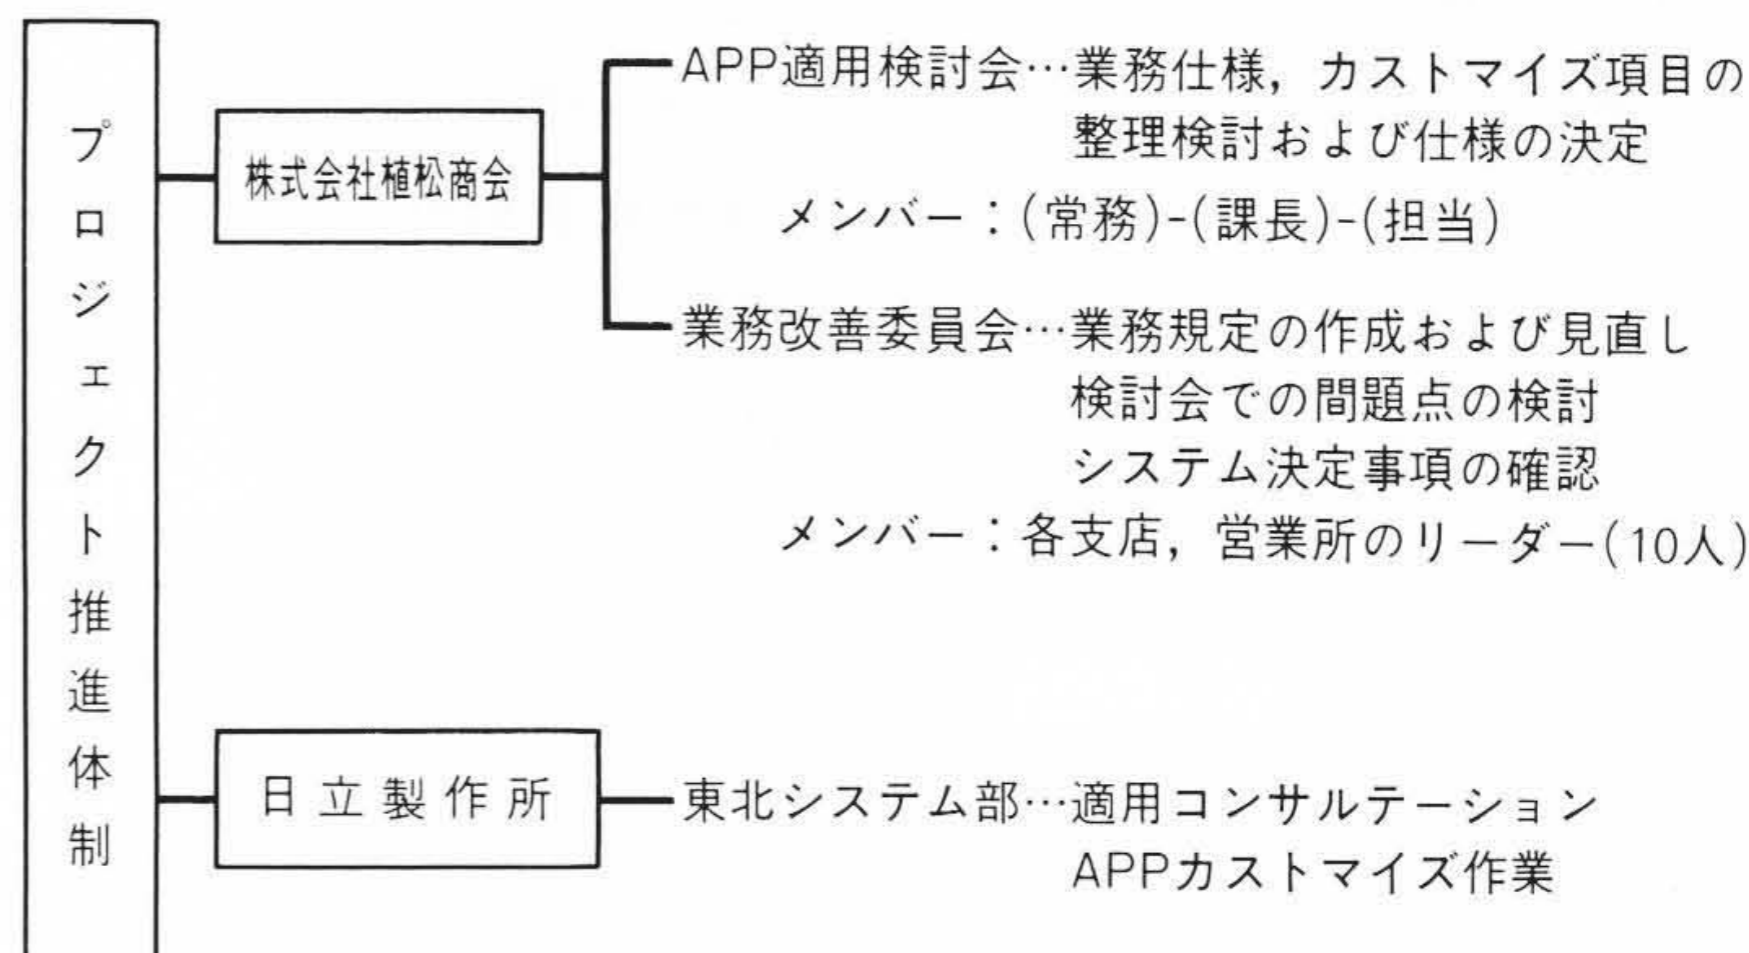 プロジェクト推進体制
株式会社植松商会
APP適用検討会…業務仕様，カストマイズ項目の
整理検討および仕様の決定
メンバー：(常務)-(課長)-(担当)
業務改善委員会…業務規定の作成および見直し
検討会での問題点の検討
システム決定事項の確認
メンバー：各支店，営業所のリーダー(10人)
日立製作所
東北システム部…適用コンサルテーション
APPカストマイズ作業